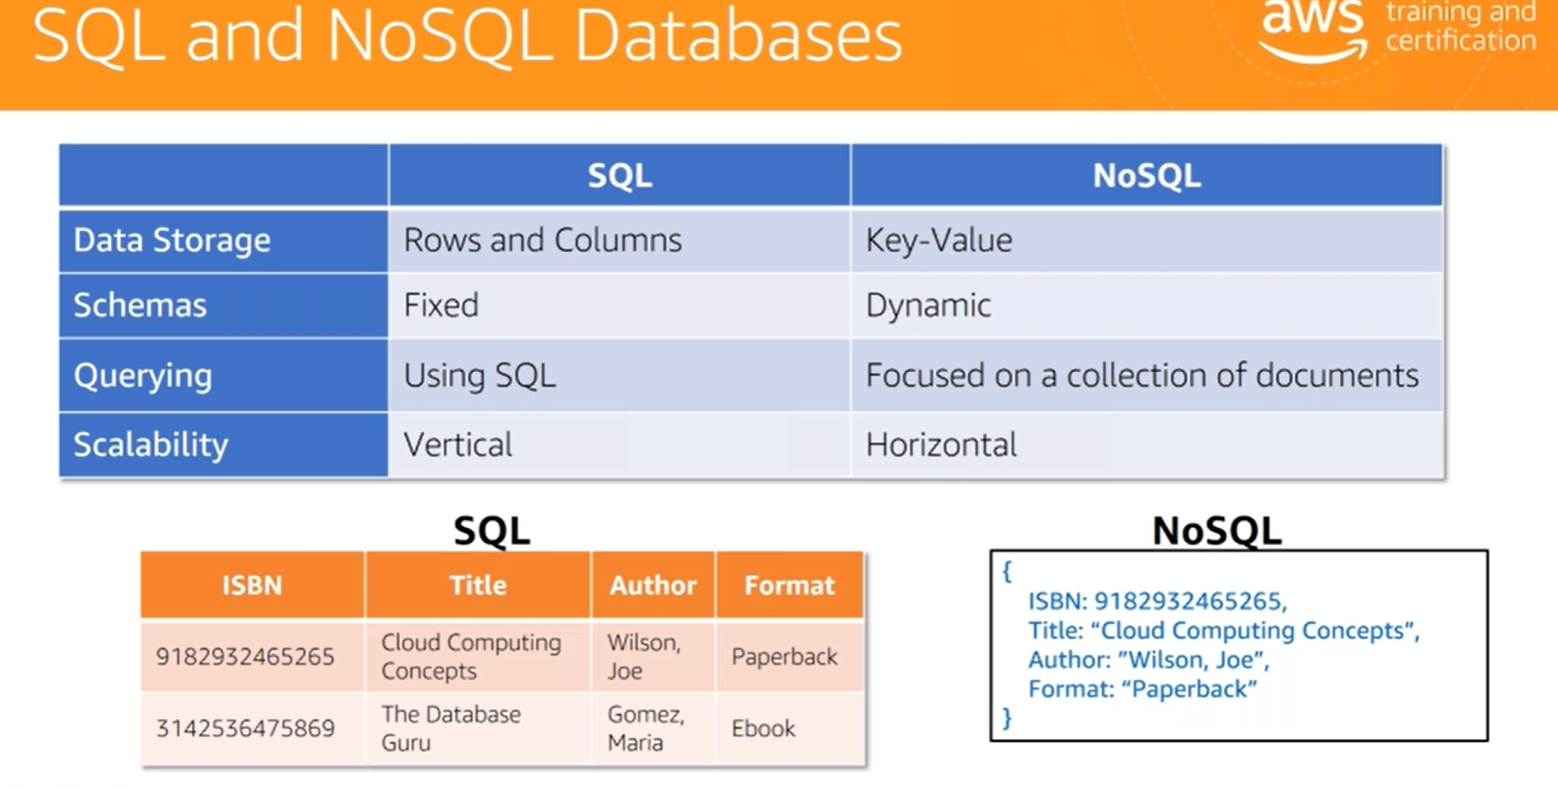 SQL and NoSQL Databases
aws training and
certification
SQL NoSQL
Data Storage Rows and Columns Key-Value
Schemas Fixed Dynamic
Querying Using SQL Focused on a collection of documents
Scalability Vertical Horizontal
SQL
ISBN Title Author Format
9182932465265 Cloud Computing Wilson, Paperback
Concepts Joe
3142536475869 The Database Gomez, Ebook
Guru Maria
NoSQL
{
ISBN: 9182932465265,
Title: “Cloud Computing Concepts”,
Author: ”Wilson, Joe”,
Format: “Paperback”
}